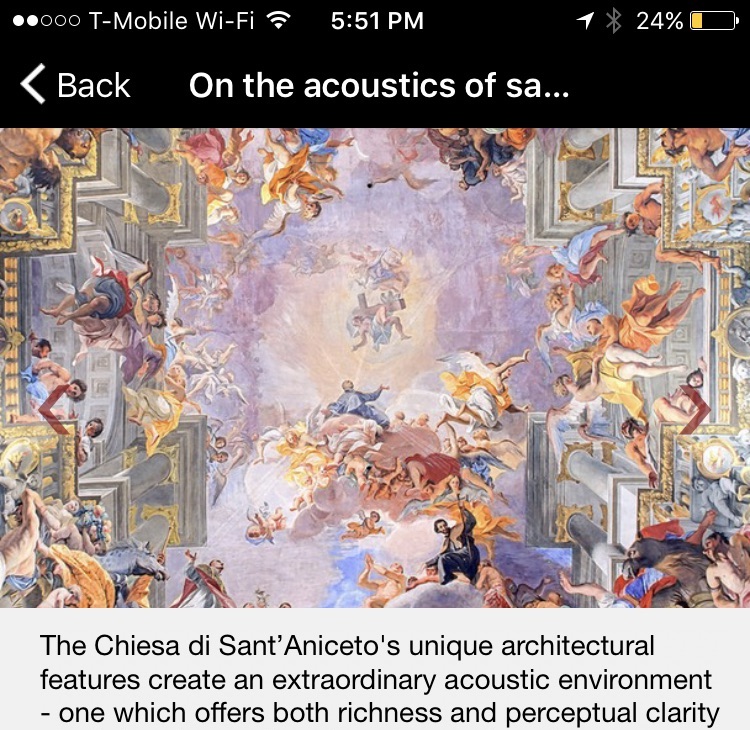 T-Mobile Wi-Fi 5:51 PM 24%
Back On the acoustics of sa...
The Chiesa di Sant’Aniceto's unique architectural
features create an extraordinary acoustic environment
- one which offers both richness and perceptual clarity